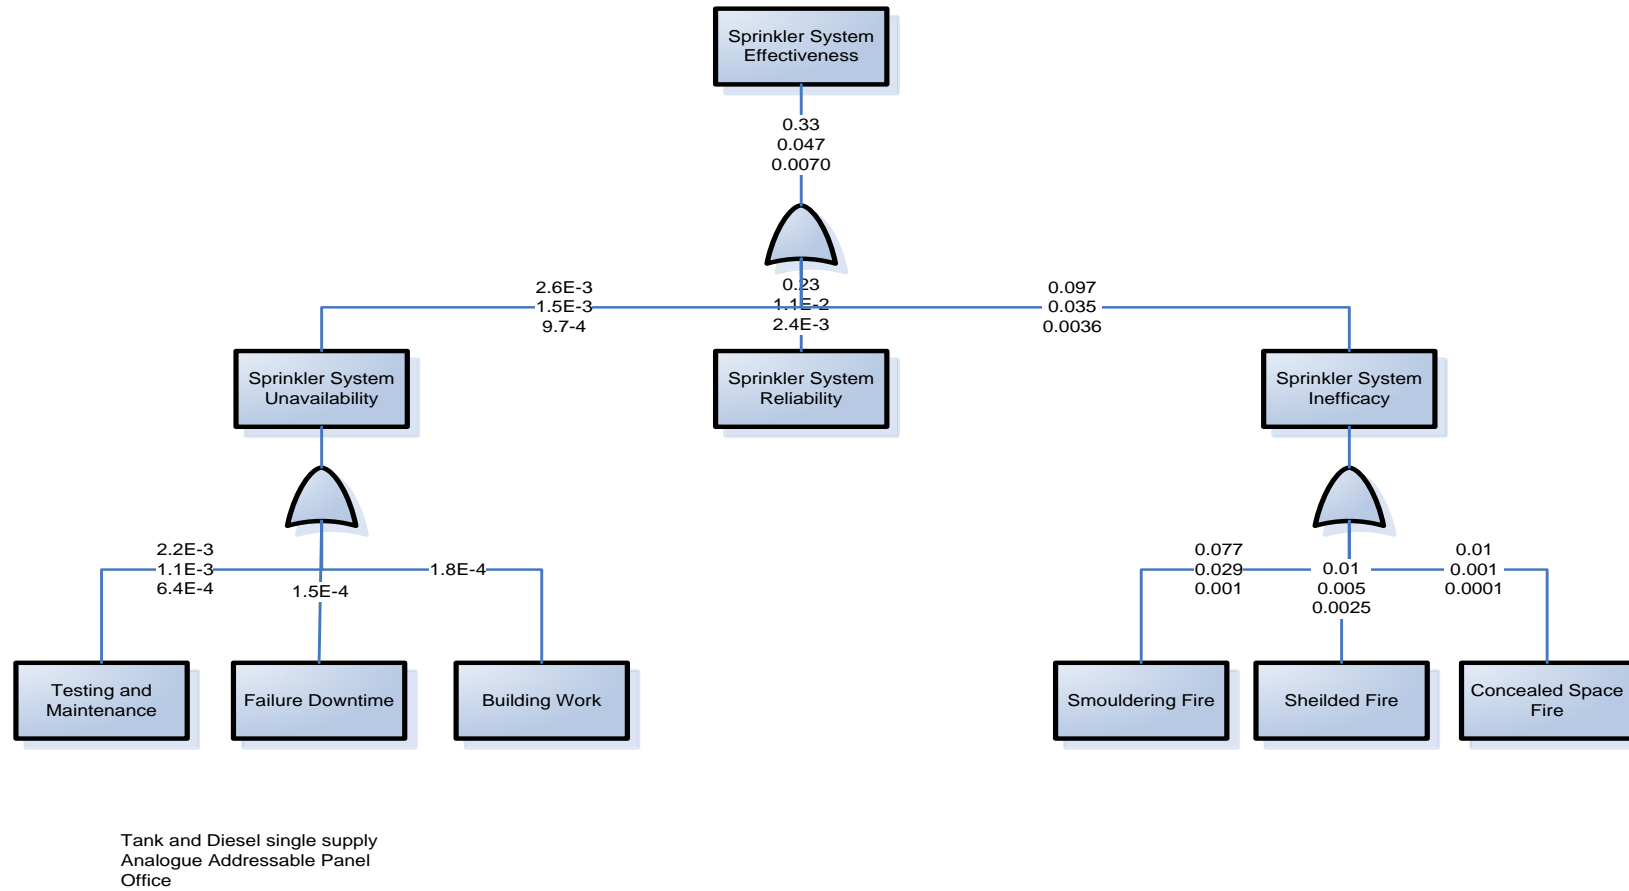 Sprinkler System
Effectiveness
0.33
0.047
0.0070
2.6E-3
1.5E-3
9.7-4
0.23
1.1E-2
2.4E-3
0.097
0.035
0.0036
Sprinkler System
Unavailability
Sprinkler System
Reliability
Sprinkler System
Inefficacy
2.2E-3
1.1E-3
6.4E-4
1.5E-4
1.8E-4
0.077
0.029
0.001
0.01
0.005
0.0025
0.01
0.001
0.0001
Testing and
Maintenance
Failure Downtime
Building Work
Smouldering Fire
Sheilded Fire
Concealed Space
Fire
Tank and Diesel single supply
Analogue Addressable Panel
Office